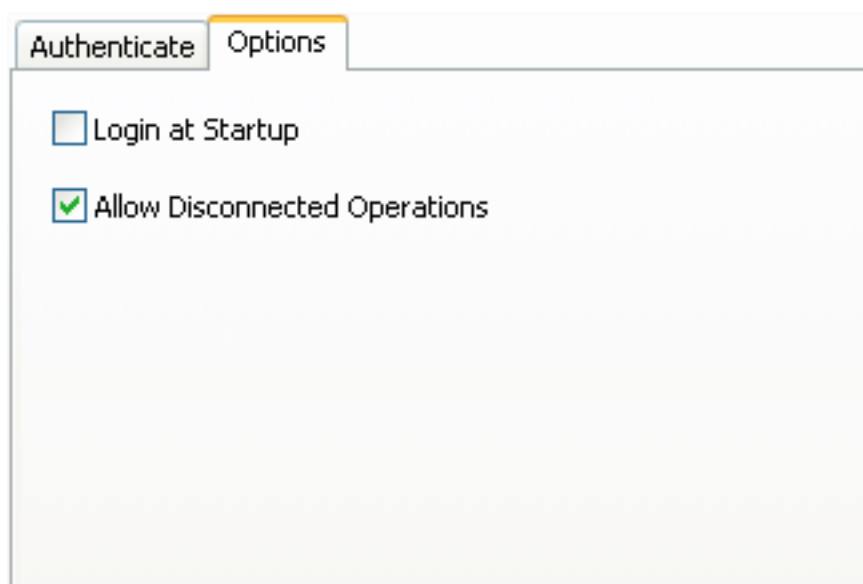 Authenticate Options
Login at Startup
Allow Disconnected Operations